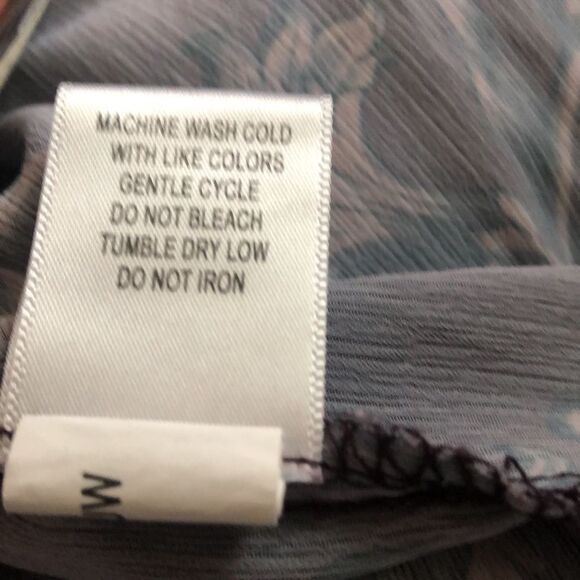 MACHINE WASH COLD
WITH LIKE COLORS
GENTLE CYCLE
DO NOT BLEACH
TUMBLE DRY LOW
DO NOT IRON